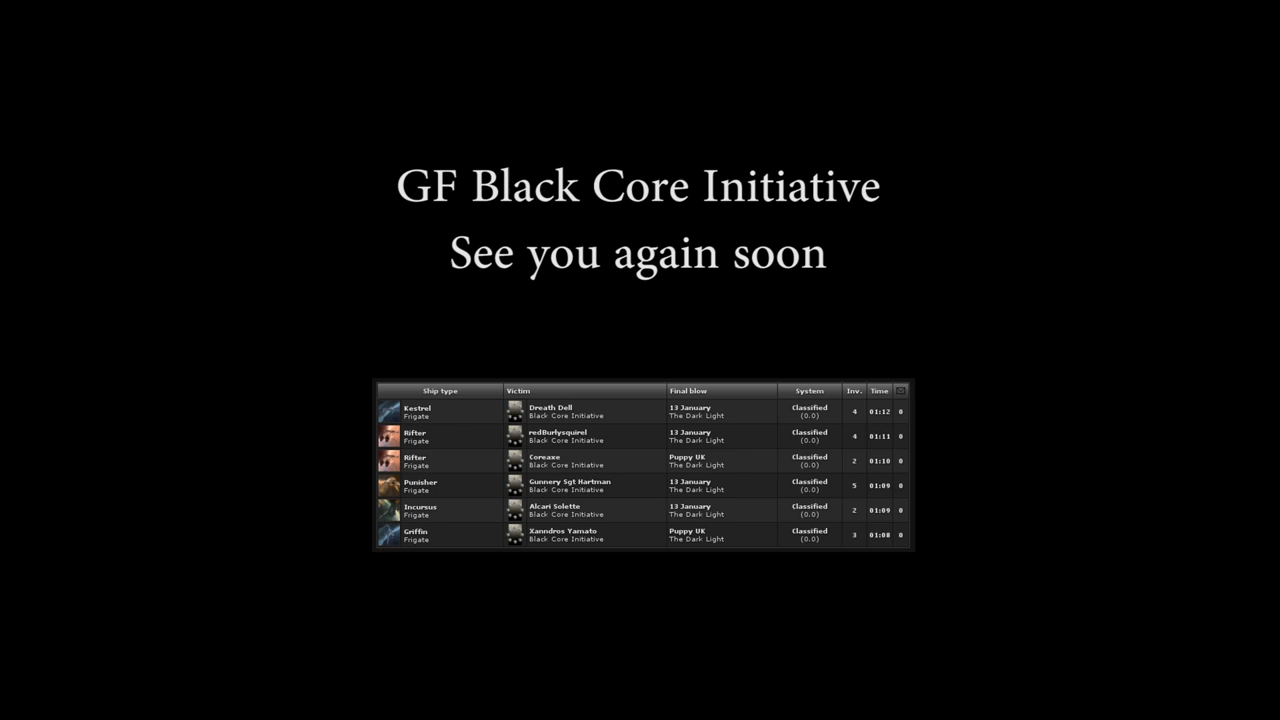 GF Black Core Initiative
See you again soon
Ship type Victim Final blow System Inv. Time
Kestrel Dreath Dell 13 January Classified 4 01:12 0
Frigate Black Core Initiative The Dark Light (0.0)
Rifter redBurlysquirel 13 January Classified 4 01:11 0
Frigate Black Core Initiative The Dark Light (0.0)
Rifter Coreaxe Puppy UK Classified 2 01:10 0
Frigate Black Core Initiative The Dark Light (0.0)
Punisher Gunnery Sgt Hartman 13 January Classified 5 01:09 0
Frigate Black Core Initiative The Dark Light (0.0)
Incursus Alcari Solette 13 January Classified 2 01:09 0
Frigate Black Core Initiative The Dark Light (0.0)
Griffin Xanndros Yamato Puppy UK Classified 3 01:08 0
Frigate Black Core Initiative The Dark Light (0.0)